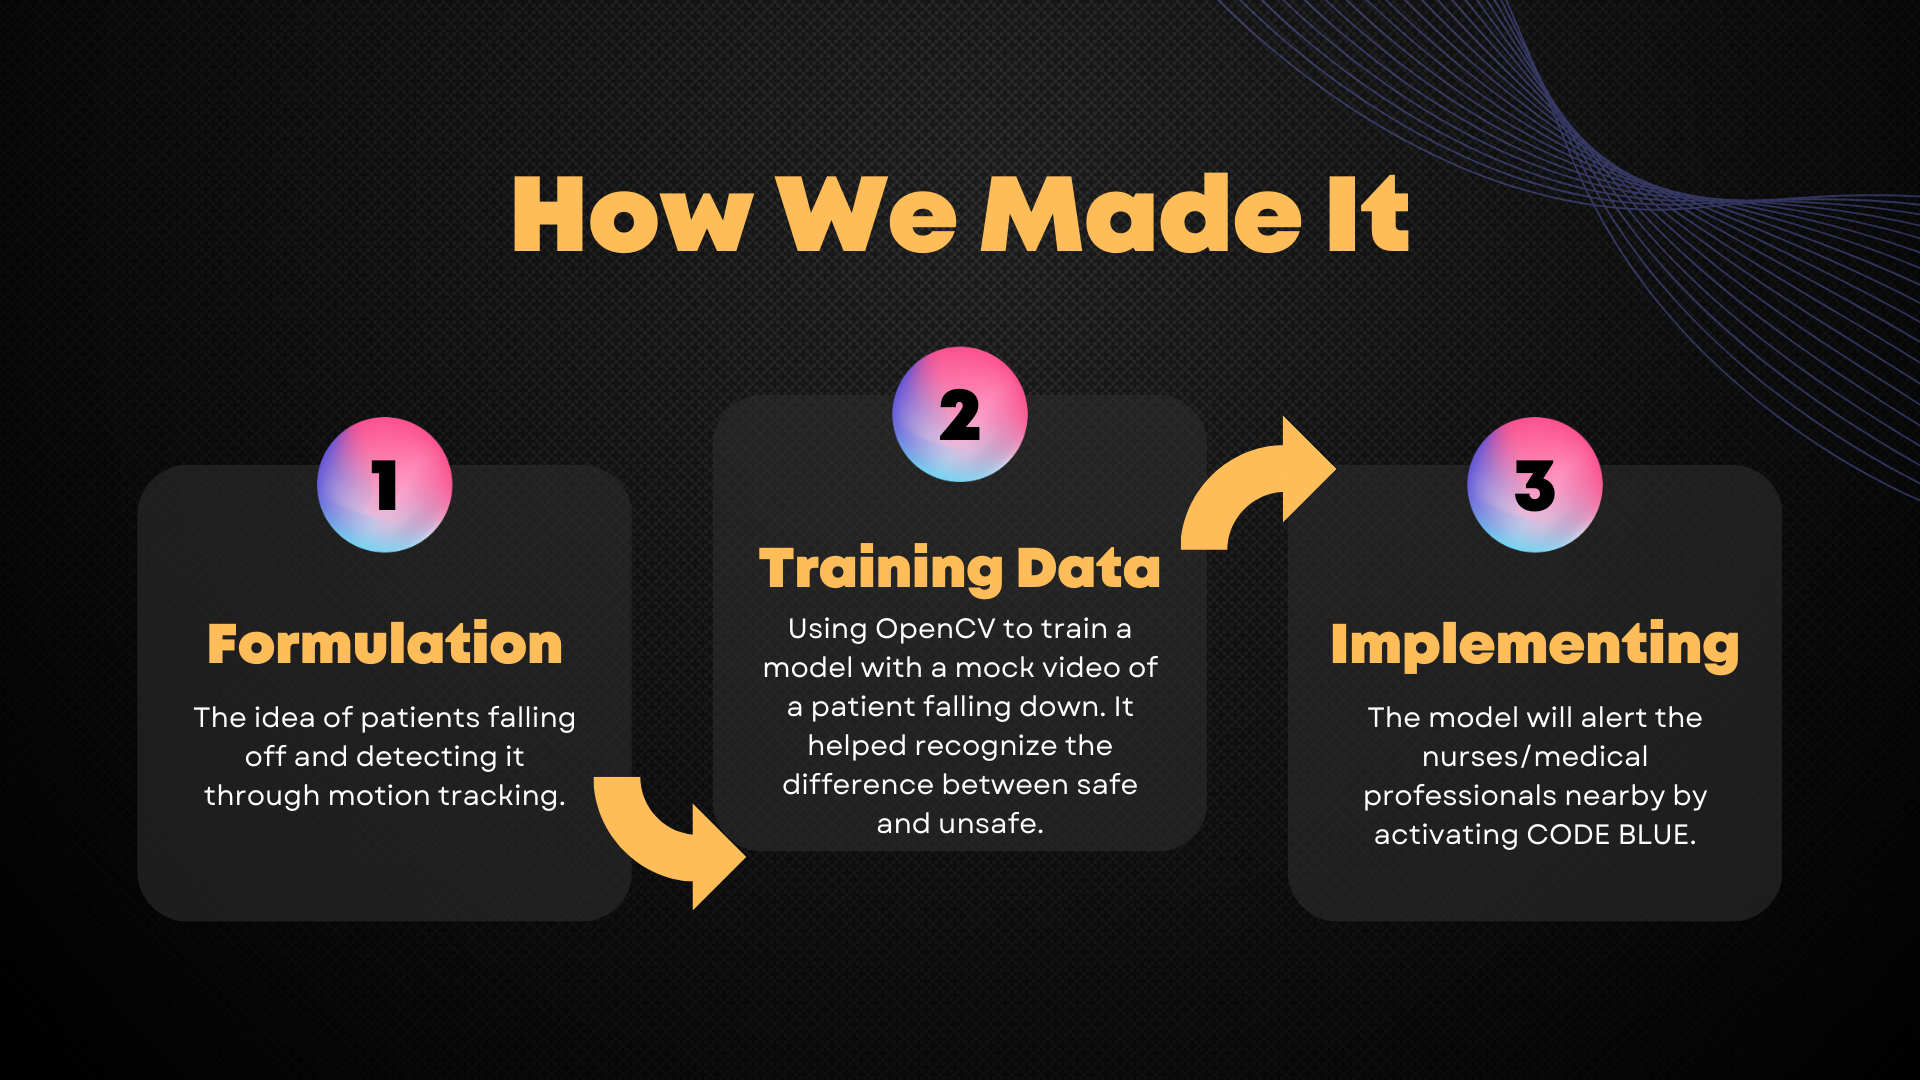 How We Made It
1
Formulation
The idea of patients falling
off and detecting it
through motion tracking.
2
Training Data
Using OpenCV to train a
model with a mock video of
a patient falling down. It
helped recognize the
difference between safe
and unsafe.
3
Implementing
The model will alert the
nurses/medical
professionals nearby by
activating CODE BLUE.